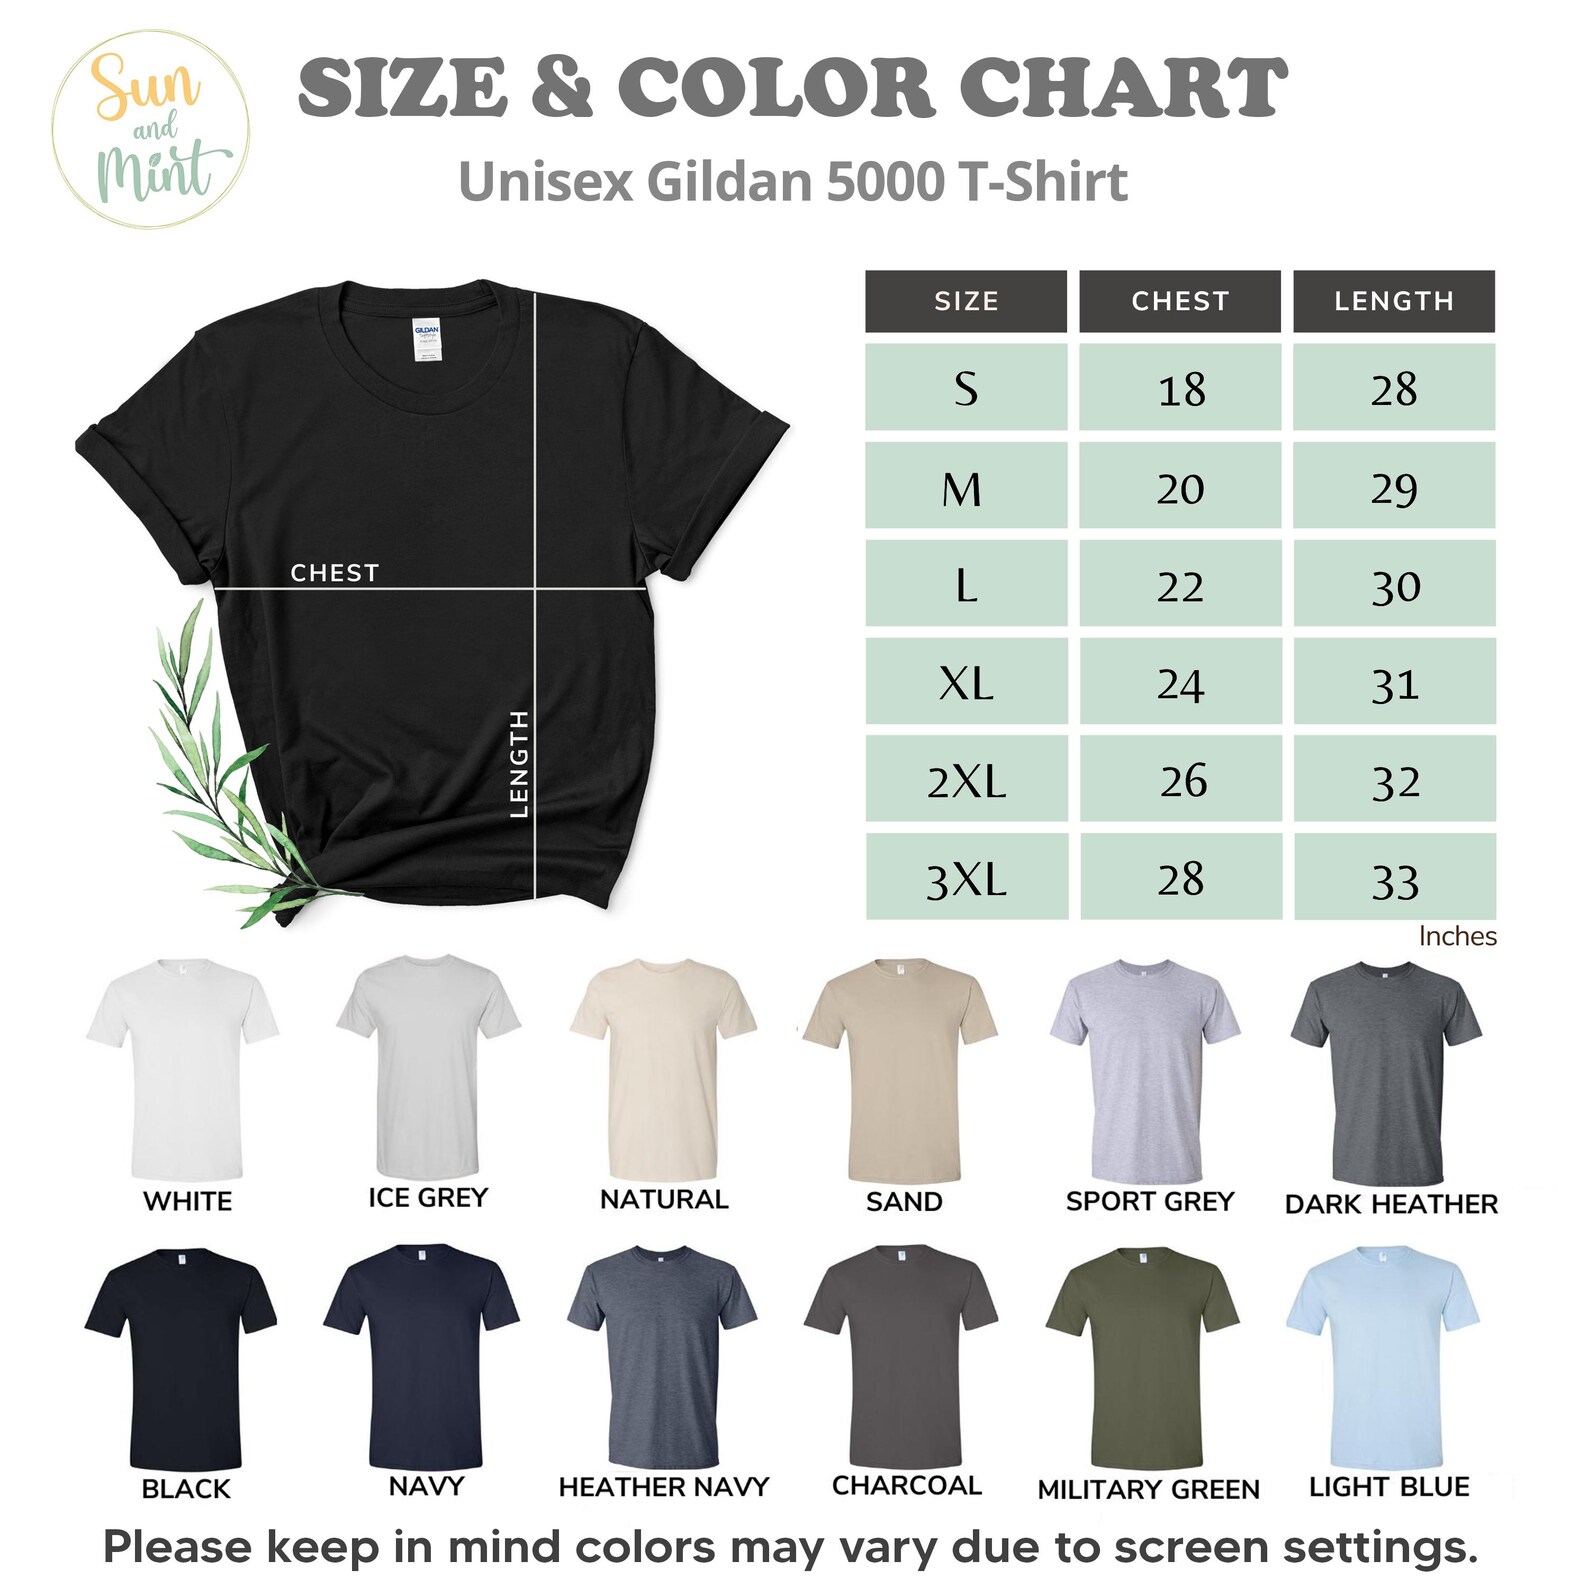 Sun
and
Mint
SIZE & COLOR CHART
Unisex Gildan 5000 T-Shirt
GILDAN
CHEST
LENGTH
SIZE CHEST LENGTH
S 18 28
M 20 29
L 22 30
XL 24 31
2XL 26 32
3XL 28 33
Inches
WHITE ICE GREY NATURAL SAND SPORT GREY DARK HEATHER
BLACK NAVY HEATHER NAVY CHARCOAL MILITARY GREEN LIGHT BLUE
Please keep in mind colors may vary due to screen settings.